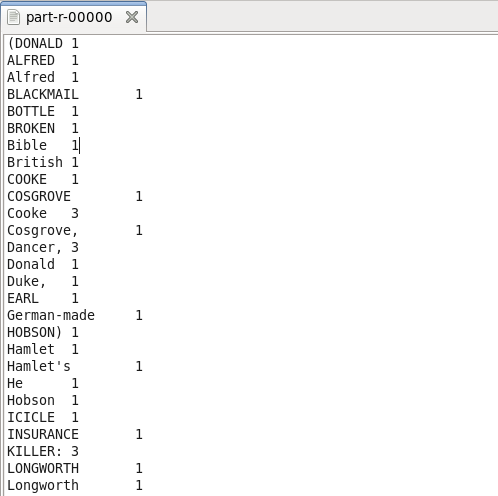 part-r-00000
(DONALD 1
ALFRED 1
Alfred 1
BLACKMAIL 1
BOTTLE 1
BROKEN 1
Bible 1
British 1
COOKE 1
COSGROVE 1
Cooke 3
Cosgrove, 1
Dancer, 3
Donald 1
Duke, 1
EARL 1
German-made 1
HOBSON) 1
Hamlet 1
Hamlet's 1
He 1
Hobson 1
ICICLE 1
INSURANCE 1
KILLER: 3
LONGWORTH 1
Longworth 1